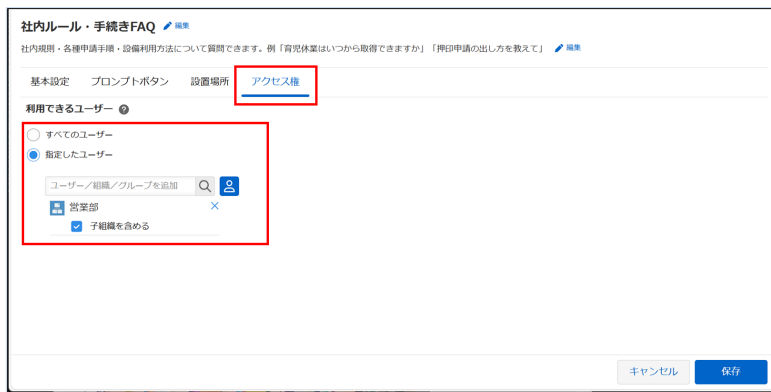 社内ルール・手続きFAQ 編集
社内規則・各種申請手順・設備利用方法について質問できます。例「育児休業はいつから取得できますか」「押印申請の出し方を教えて」 編集
基本設定 プロンプトボタン 設置場所 アクセス権
利用できるユーザー ?
すべてのユーザー
指定したユーザー
ユーザー／組織／グループを追加
営業部 ×
子組織を含める
キャンセル 保存